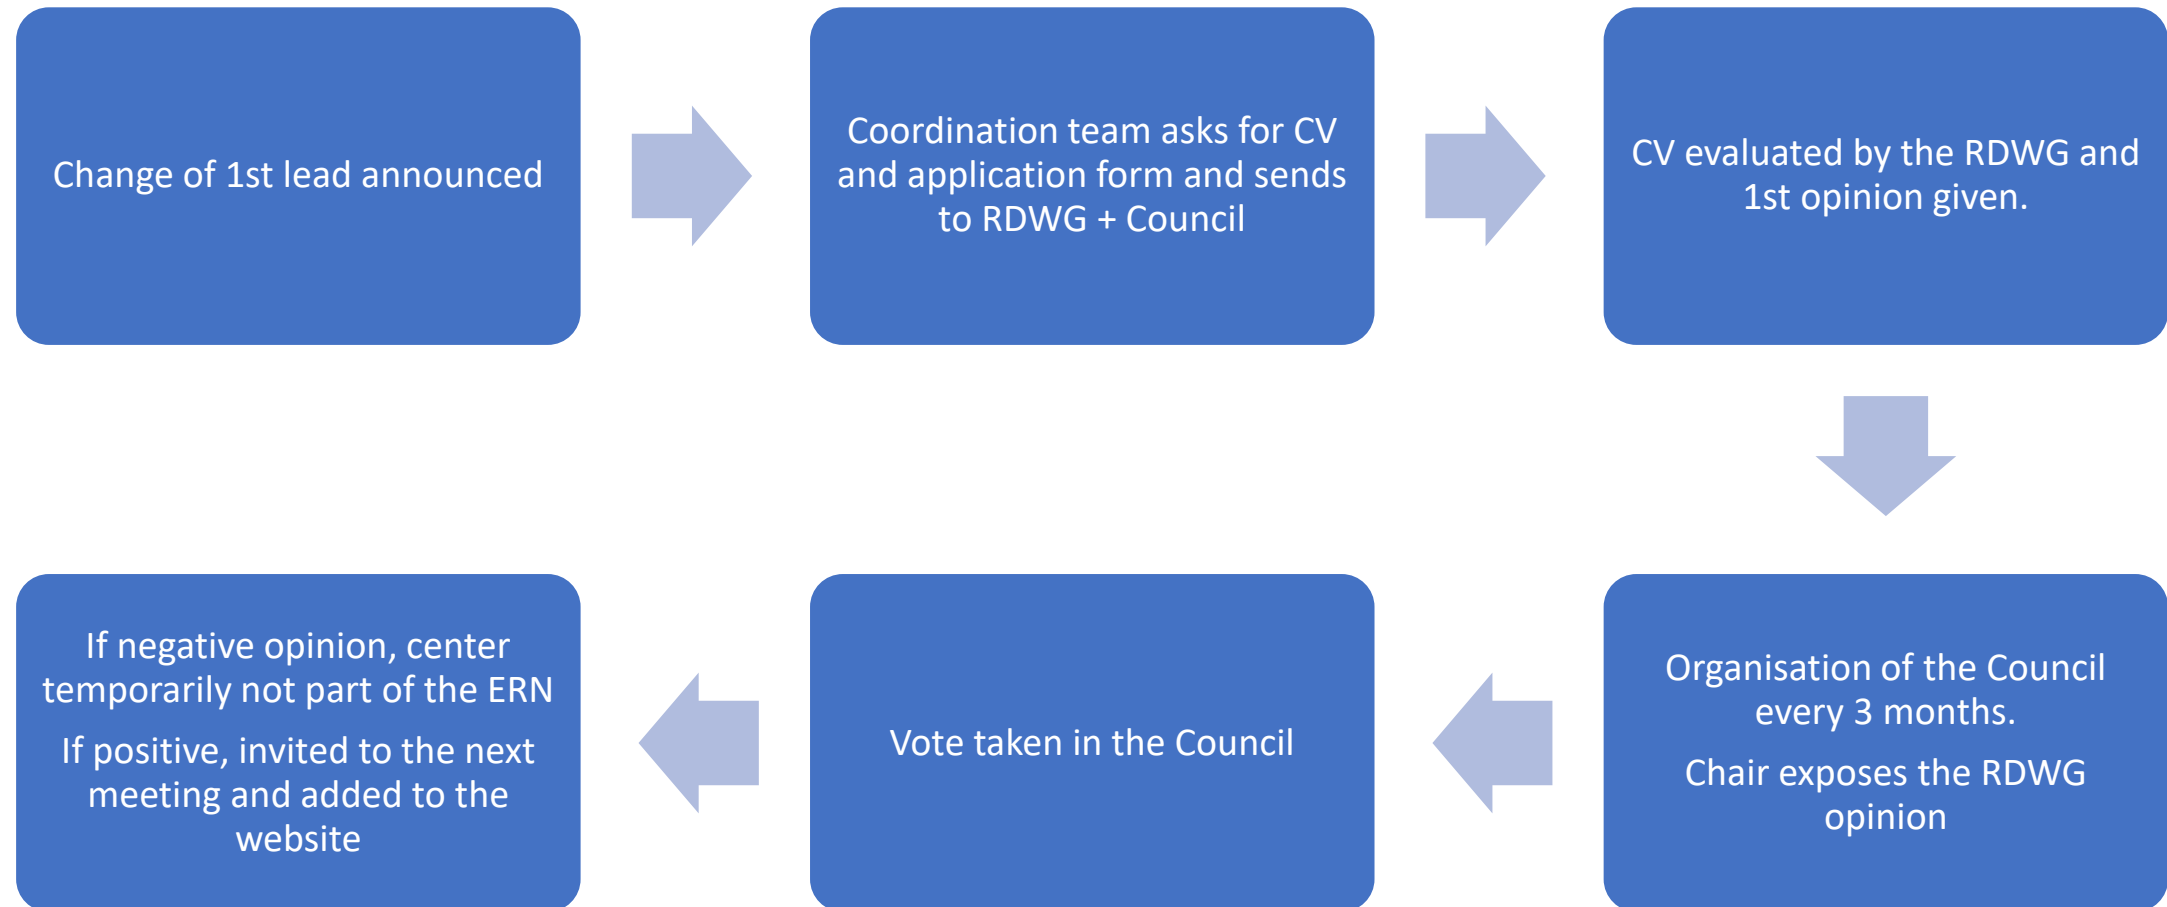 Change of 1st lead announced
Coordination team asks for CV
and application form and sends
to RDWG + Council
CV evaluated by the RDWG and
1st opinion given.
Organisation of the Council
every 3 months.
Chair exposes the RDWG
opinion
Vote taken in the Council
If negative opinion, center
temporarily not part of the ERN
If positive, invited to the next
meeting and added to the
website